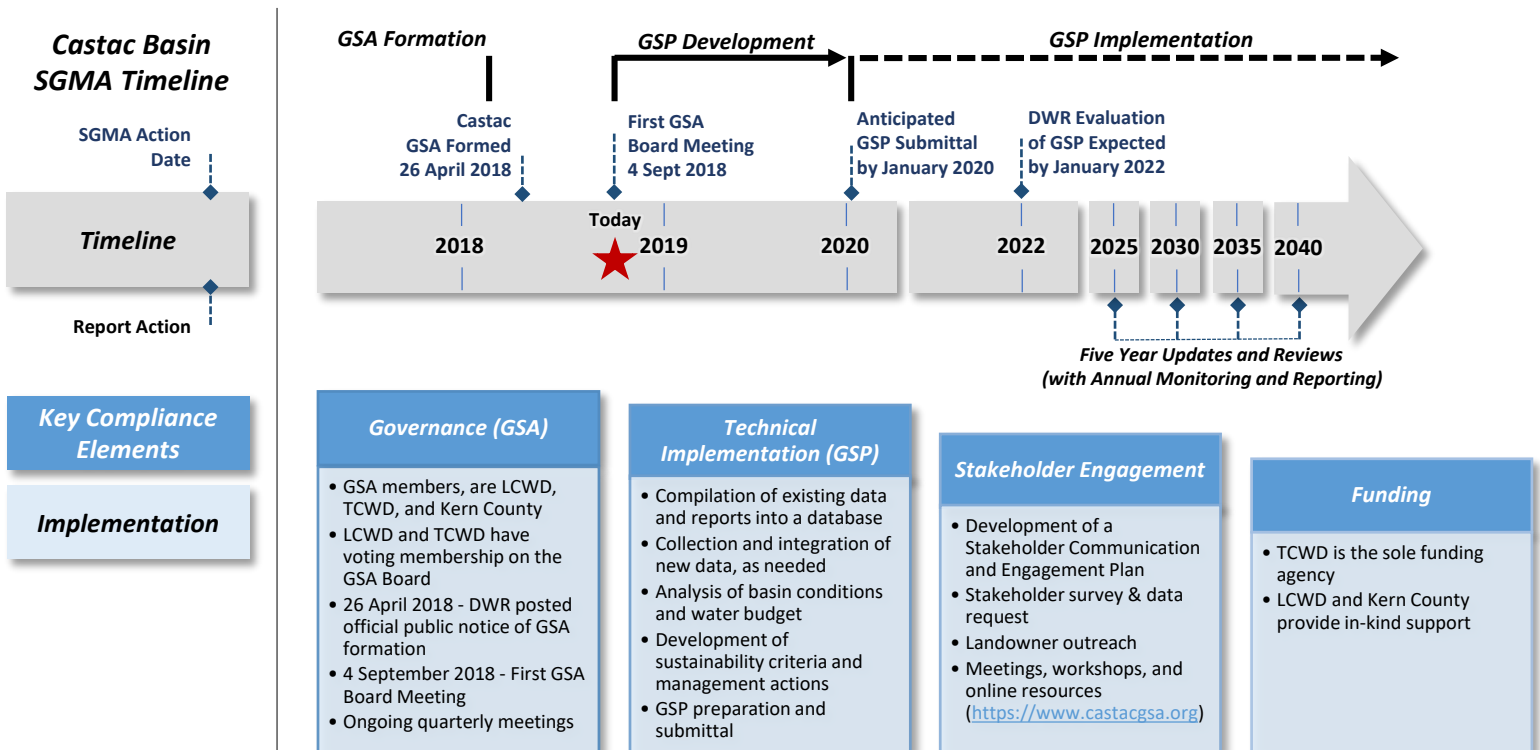 Castac Basin
SGMA Timeline
SGMA Action
Date
Timeline
Report Action
Key Compliance
Elements
Implementation
GSA Formation
GSP Development
GSP Implementation
Castac
GSA Formed
26 April 2018
First GSA
Board Meeting
4 Sept 2018
Anticipated
GSP Submittal
by January 2020
DWR Evaluation
of GSP Expected
by January 2022
Today
2018
2019
2020
2022
2025
2030
2035
2040
Five Year Updates and Reviews
(with Annual Monitoring and Reporting)
Governance (GSA)
• GSA members, are LCWD,
TCWD, and Kern County
• LCWD and TCWD have
voting membership on the
GSA Board
• 26 April 2018 - DWR posted
official public notice of GSA
formation
• 4 September 2018 - First GSA
Board Meeting
• Ongoing quarterly meetings
Technical
Implementation (GSP)
• Compilation of existing data
and reports into a database
• Collection and integration of
new data, as needed
• Analysis of basin conditions
and water budget
• Development of
sustainability criteria and
management actions
• GSP preparation and
submittal
Stakeholder Engagement
• Development of a
Stakeholder Communication
and Engagement Plan
• Stakeholder survey & data
request
• Landowner outreach
• Meetings, workshops, and
online resources
(https://www.castacgsa.org)
Funding
• TCWD is the sole funding
agency
• LCWD and Kern County
provide in-kind support